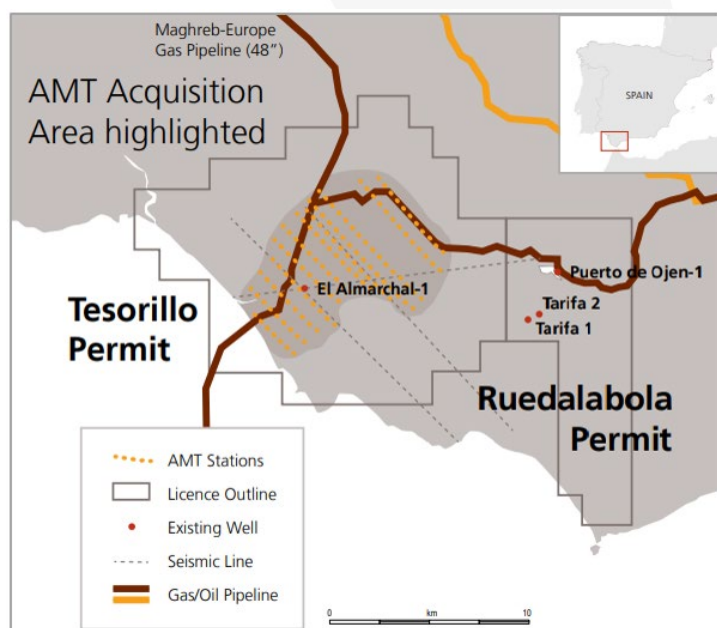 Maghreb-Europe
Gas Pipeline (48”)
AMT Acquisition
Area highlighted
SPAIN
Puerto de Ojen-1
El Almarchal-1
Tarifa 2
Tarifa 1
Tesorillo
Permit
Ruedalabola
Permit
AMT Stations
Licence Outline
Existing Well
Seismic Line
Gas/Oil Pipeline
0 km 10